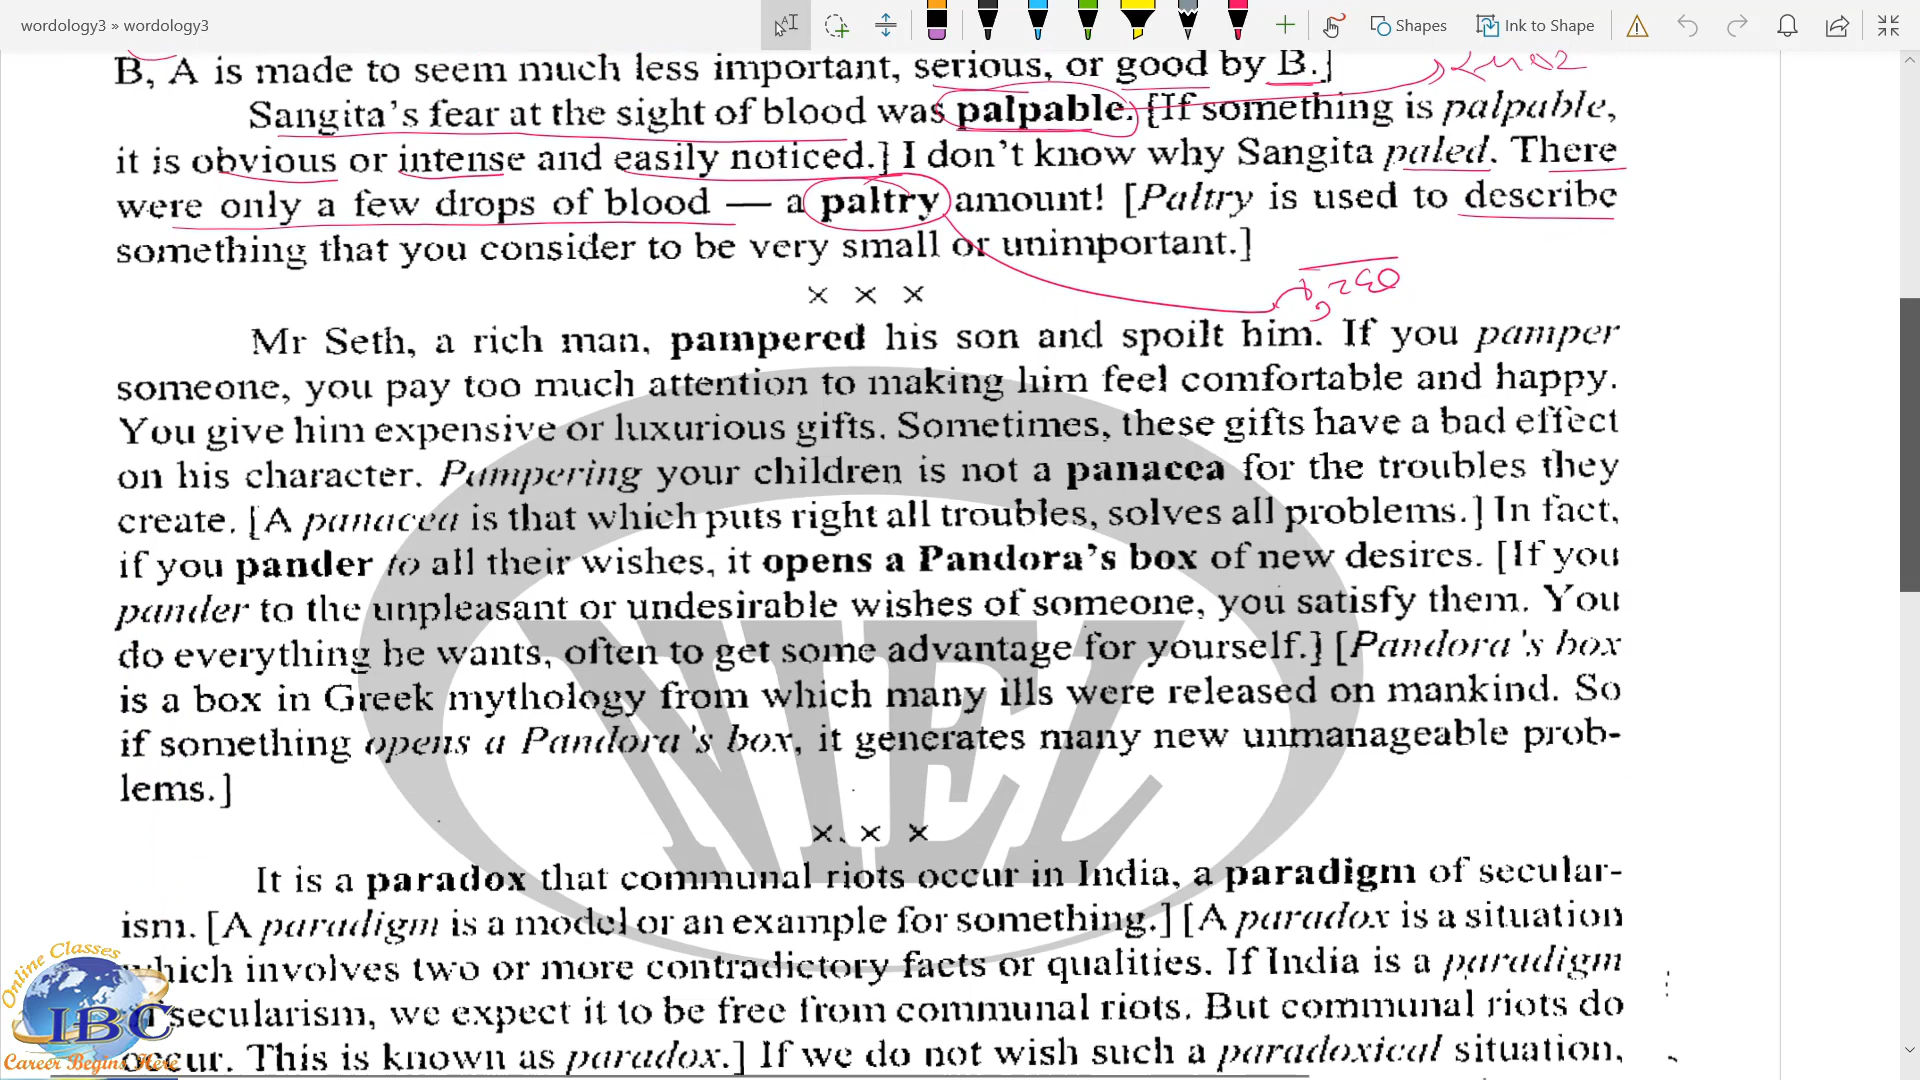 wordology3 » wordology3
Shapes
Ink to Shape
B, A is made to seem much less important, serious, or good by B.]
Sangita's fear at the sight of blood was palpable. [If something is palpable,
it is obvious or intense and easily noticed.] I don't know why Sangita paled. There
were only a few drops of blood — a paltry amount! [Paltry is used to describe
something that you consider to be very small or unimportant.]
× × ×
Mr Seth, a rich man, pampered his son and spoilt him. If you pamper
someone, you pay too much attention to making him feel comfortable and happy.
You give him expensive or luxurious gifts. Sometimes, these gifts have a bad effect
on his character. Pampering your children is not a panacea for the troubles they
create. [A panacea is that which puts right all troubles, solves all problems.] In fact,
if you pander to all their wishes, it opens a Pandora's box of new desires. [If you
pander to the unpleasant or undesirable wishes of someone, you satisfy them. You
do everything he wants, often to get some advantage for yourself.] [Pandora's box
is a box in Greek mythology from which many ills were released on mankind. So
if something opens a Pandora's box, it generates many new unmanageable prob-
lems.]
NIEL
× × ×
It is a paradox that communal riots occur in India, a paradigm of secular-
ism. [A paradigm is a model or an example for something.] [A paradox is a situation
which involves two or more contradictory facts or qualities. If India is a paradigm
secularism, we expect it to be free from communal riots. But communal riots do
occur. This is known as paradox.] If we do not wish such a paradoxical situation,
Online Classes
IBC
Career Begins Here